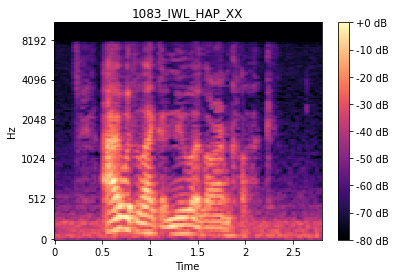 1083_IWL_HAP_XX
+0 dB
8192
-10 dB
4096
-20 dB
-30 dB
2048
Hz
-40 dB
1024
-50 dB
512
-60 dB
-70 dB
0
-80 dB
0 0.5 1 1.5 2 2.5
Time